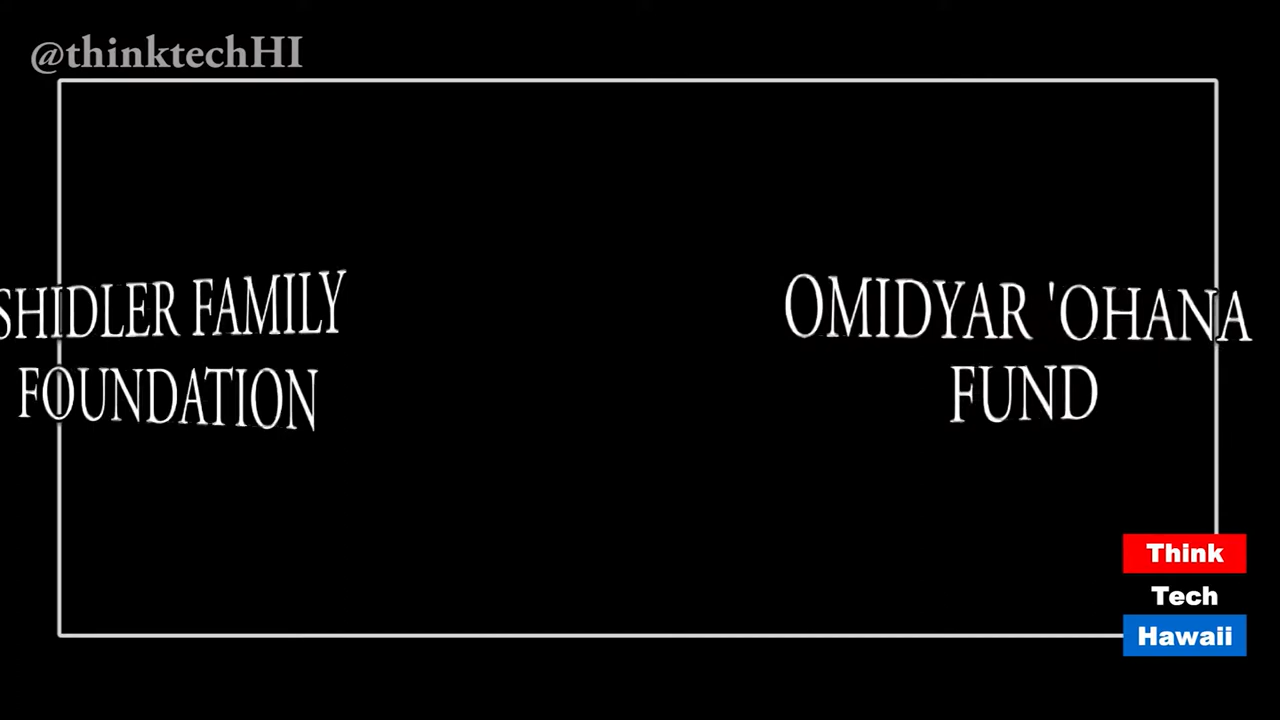 @thinktechHI
SHIDLER FAMILY
FOUNDATION
OMIDYAR 'OHANA
FUND
Think
Tech
Hawaii